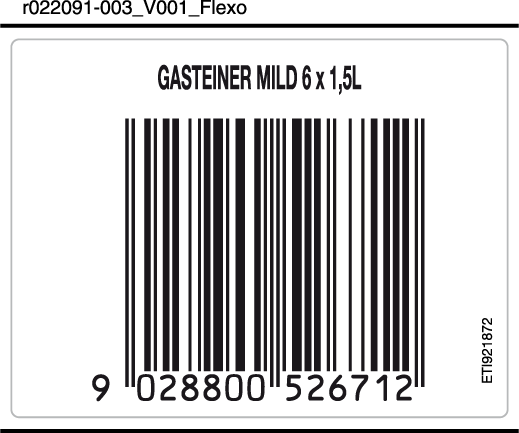 r022091-003_V001_Flexo
GASTEINER MILD 6 x 1,5L
9 028800 526712
ETI921872